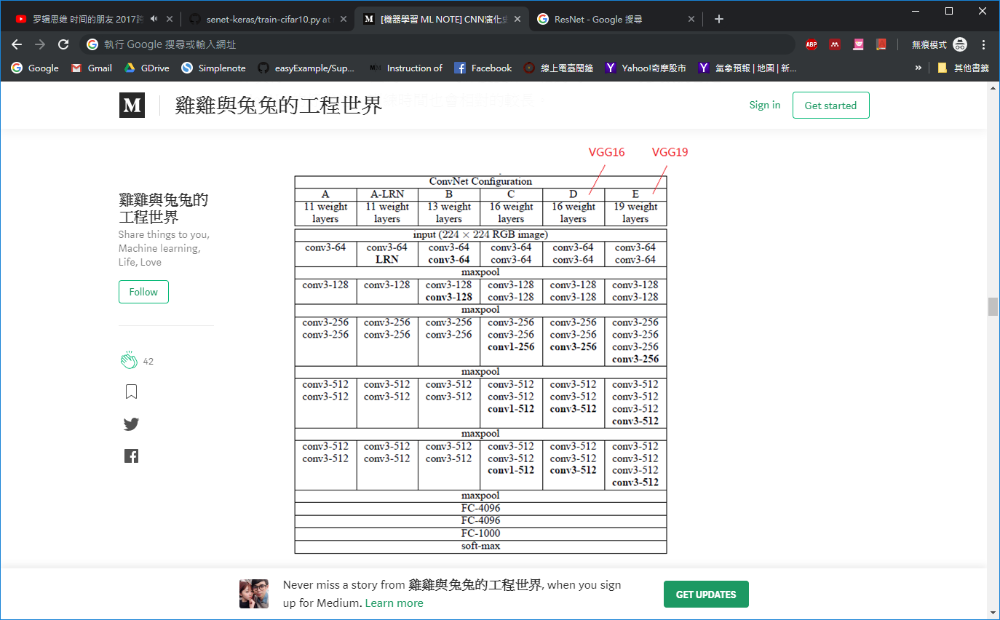 罗辑思维 时间的朋友 2017跨
senet-keras/train-cifar10.py at
[機器學習 ML NOTE] CNN演化史
ResNet - Google 搜尋
執行 Google 搜尋或輸入網址
ABP
無痕模式
Google
Gmail
GDrive
Simplenote
easyExample/Sup...
Instruction of
Facebook
線上電臺鬧鐘
Yahoo!奇摩股市
氣象預報 | 地圖 | 新...
»
其他書籤
M
雞雞與兔兔的工程世界
時間也會相對的較長
Sign in
Get started
VGG16
VGG19
雞雞與兔兔的
工程世界
Share things to you,
Machine learning,
Life, Love
Follow
42
ConvNet Configuration
A A-LRN B C D E
11 weight 11 weight 13 weight 16 weight 16 weight 19 weight
layers layers layers layers layers layers
input (224 × 224 RGB image)
conv3-64 conv3-64 conv3-64 conv3-64 conv3-64 conv3-64
LRN conv3-64 conv3-64 conv3-64 conv3-64
maxpool
conv3-128 conv3-128 conv3-128 conv3-128 conv3-128 conv3-128
conv3-128 conv3-128 conv3-128 conv3-128
maxpool
conv3-256 conv3-256 conv3-256 conv3-256 conv3-256 conv3-256
conv3-256 conv3-256 conv3-256 conv3-256 conv3-256 conv3-256
conv1-256 conv3-256 conv3-256
conv3-256
maxpool
conv3-512 conv3-512 conv3-512 conv3-512 conv3-512 conv3-512
conv3-512 conv3-512 conv3-512 conv3-512 conv3-512 conv3-512
conv1-512 conv3-512 conv3-512
conv3-512
maxpool
conv3-512 conv3-512 conv3-512 conv3-512 conv3-512 conv3-512
conv3-512 conv3-512 conv3-512 conv3-512 conv3-512 conv3-512
conv1-512 conv3-512 conv3-512
conv3-512
maxpool
FC-4096
FC-4096
FC-1000
soft-max
Never miss a story from 雞雞與兔兔的工程世界, when you sign
up for Medium. Learn more
GET UPDATES